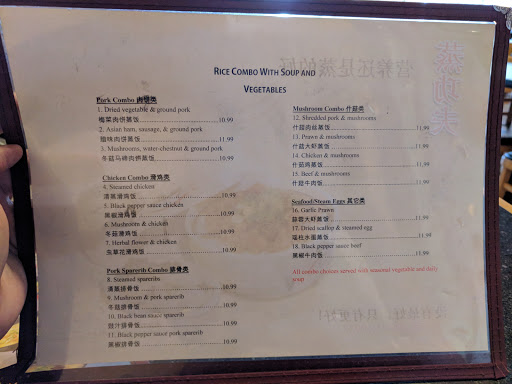 RICE COMBO WITH SOUP AND
VEGETABLES
Pork Combo 肉餅类
1. Dried vegetable & ground pork
梅菜肉饼蒸饭 10.99
2. Asian ham, sausage, & ground pork
腊味肉饼蒸饭 11.99
3. Mushrooms, water-chestnut & ground pork
冬菇马蹄肉饼蒸饭 10.99
Chicken Combo 滑鸡类
4. Steamed chicken
滑鸡蒸饭 10.99
5. Black pepper sauce chicken
黑椒滑鸡饭 10.99
6. Mushrooms & chicken
冬菇滑鸡饭 10.99
7. Herbal flower & chicken
虫草花滑鸡饭 10.99
Pork Sparerib Combo 排骨类
8. Steamed spareribs
排骨饭 10.99
9. Mushroom & pork spareribs
冬菇排骨饭 10.99
10. Black bean sauce sparerib
豉汁排骨饭 10.99
11. Black pepper sauce pork sparerib
黑椒排骨饭 10.99
Mushroom Combo 什菇类
12. Shredded pork & mushrooms
什菇肉丝蒸饭 11.99
13. Prawn & mushrooms
什菇大虾蒸饭 11.99
14. Chicken & mushrooms
什菇鸡蒸饭 11.99
15. Beef & mushrooms
什菇牛肉饭 11.99
Seafood/Steam Eggs 其它类
16. Garlic Prawn
蒜蓉大虾蒸饭 11.99
17. Dried scallop & steamed egg
瑶柱水蛋蒸饭 11.99
18. Black pepper sauce beef
黑椒牛肉饭 11.99
All combo choices served with seasonal vegetable and daily
soup